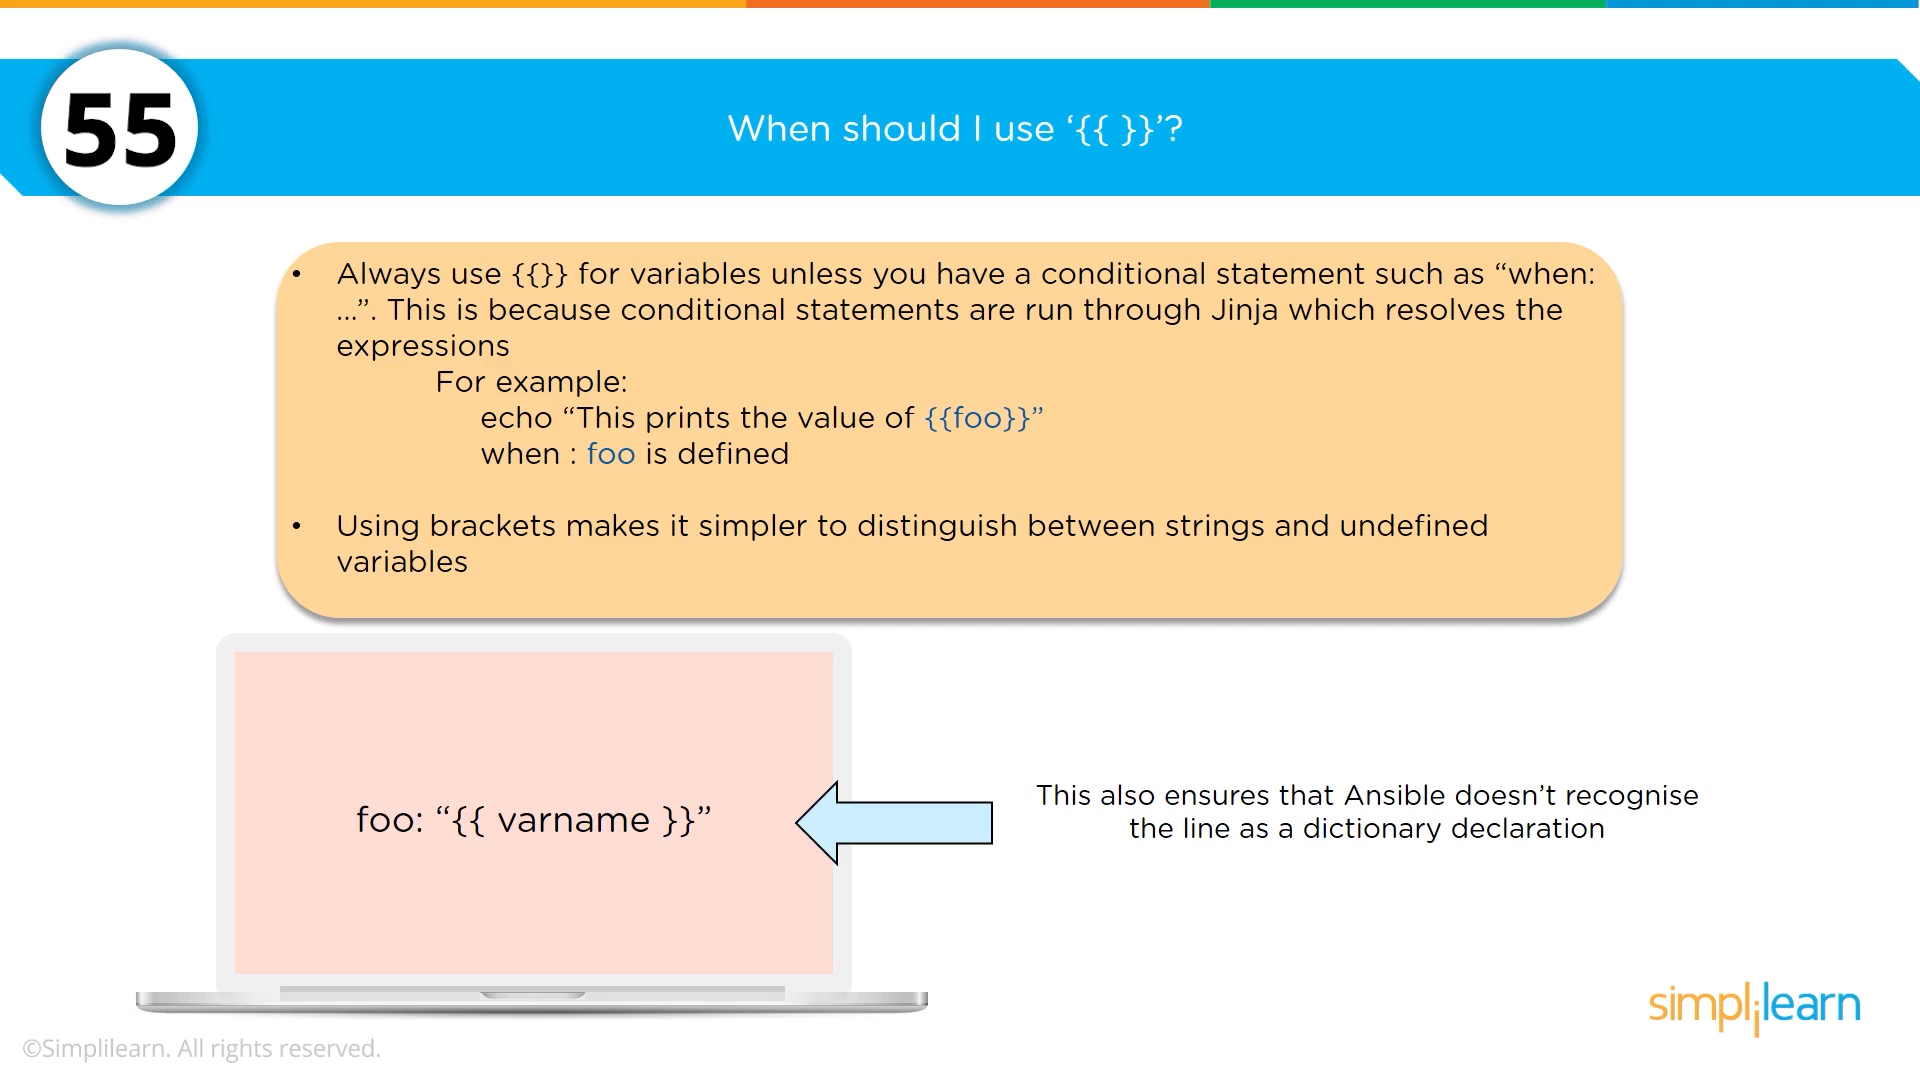 55
When should I use ‘{{ }}’?
• Always use {{}} for variables unless you have a conditional statement such as “when:
...”. This is because conditional statements are run through Jinja which resolves the
expressions
For example:
echo “This prints the value of {{foo}}”
when : foo is defined
• Using brackets makes it simpler to distinguish between strings and undefined
variables
foo: “{{ varname }}”
This also ensures that Ansible doesn’t recognise
the line as a dictionary declaration
simplilearn
©Simplilearn. All rights reserved.